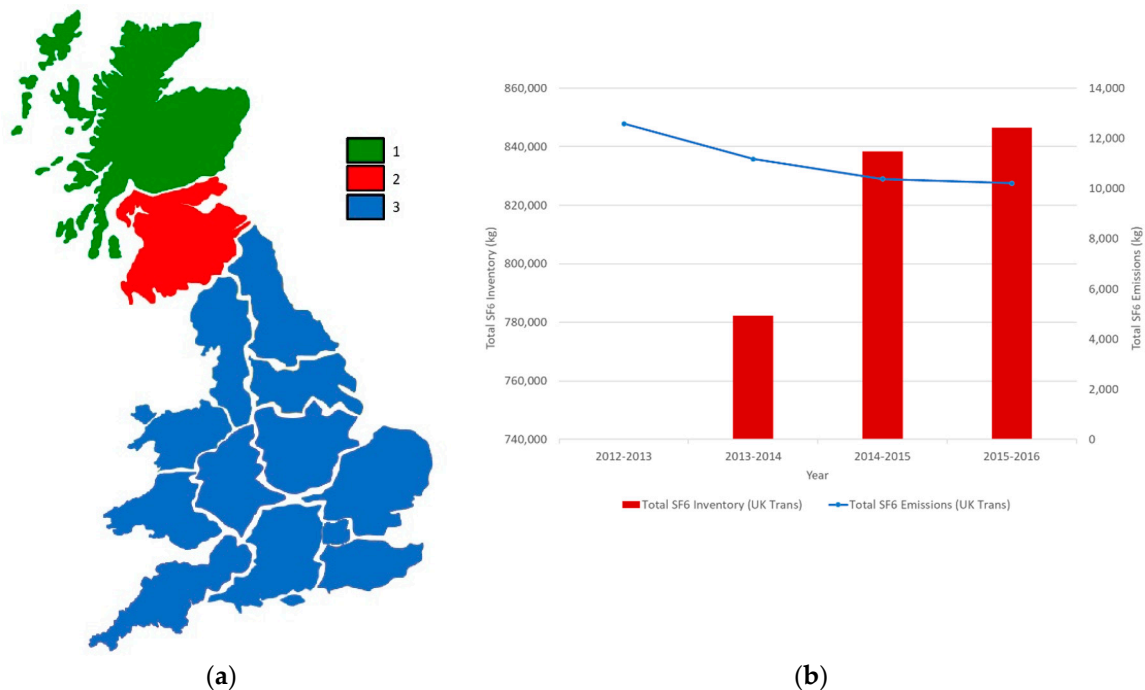 1
2
3
(a)
860,000
840,000
820,000
800,000
780,000
760,000
740,000
Total SF6 Inventory (kg)
14,000
12,000
10,000
8,000
6,000
4,000
2,000
0
Total SF6 Emissions (kg)
2012-2013 2013-2014 2014-2015 2015-2016
Year
Total SF6 Inventory (UK Trans) Total SF6 Emissions (UK Trans)
(b)